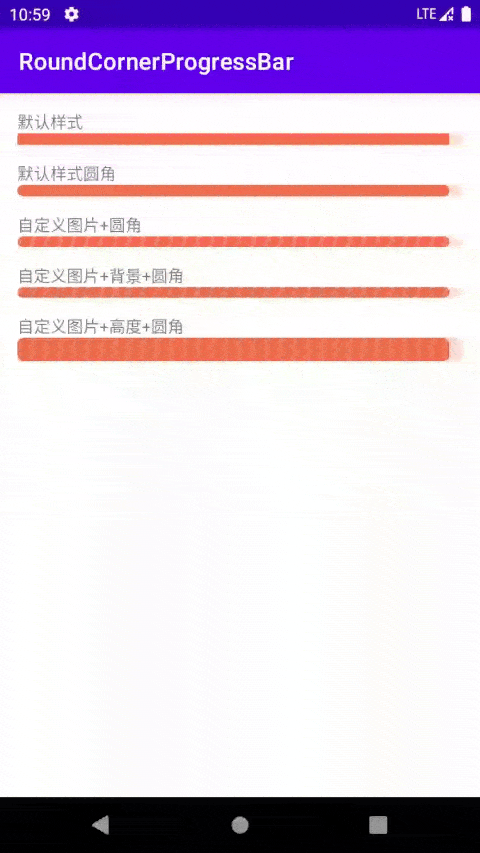 10:59 LTE
RoundCornerProgressBar
默认样式
默认样式圆角
自定义图片+圆角
自定义图片+背景+圆角
自定义图片+高度+圆角